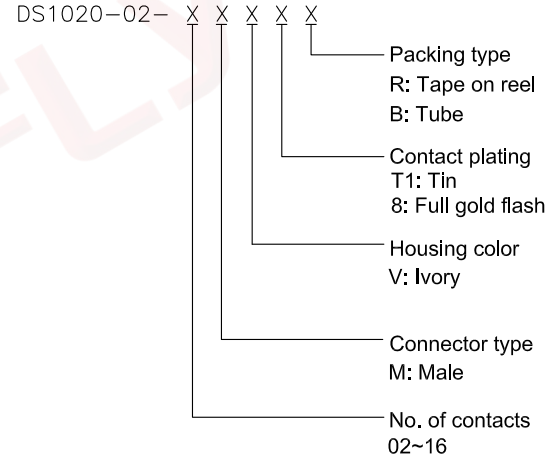 DS1020-02- X X X X X
Packing type
R: Tape on reel
B: Tube
Contact plating
T1: Tin
8: Full gold flash
Housing color
V: Ivory
Connector type
M: Male
No. of contacts
02~16